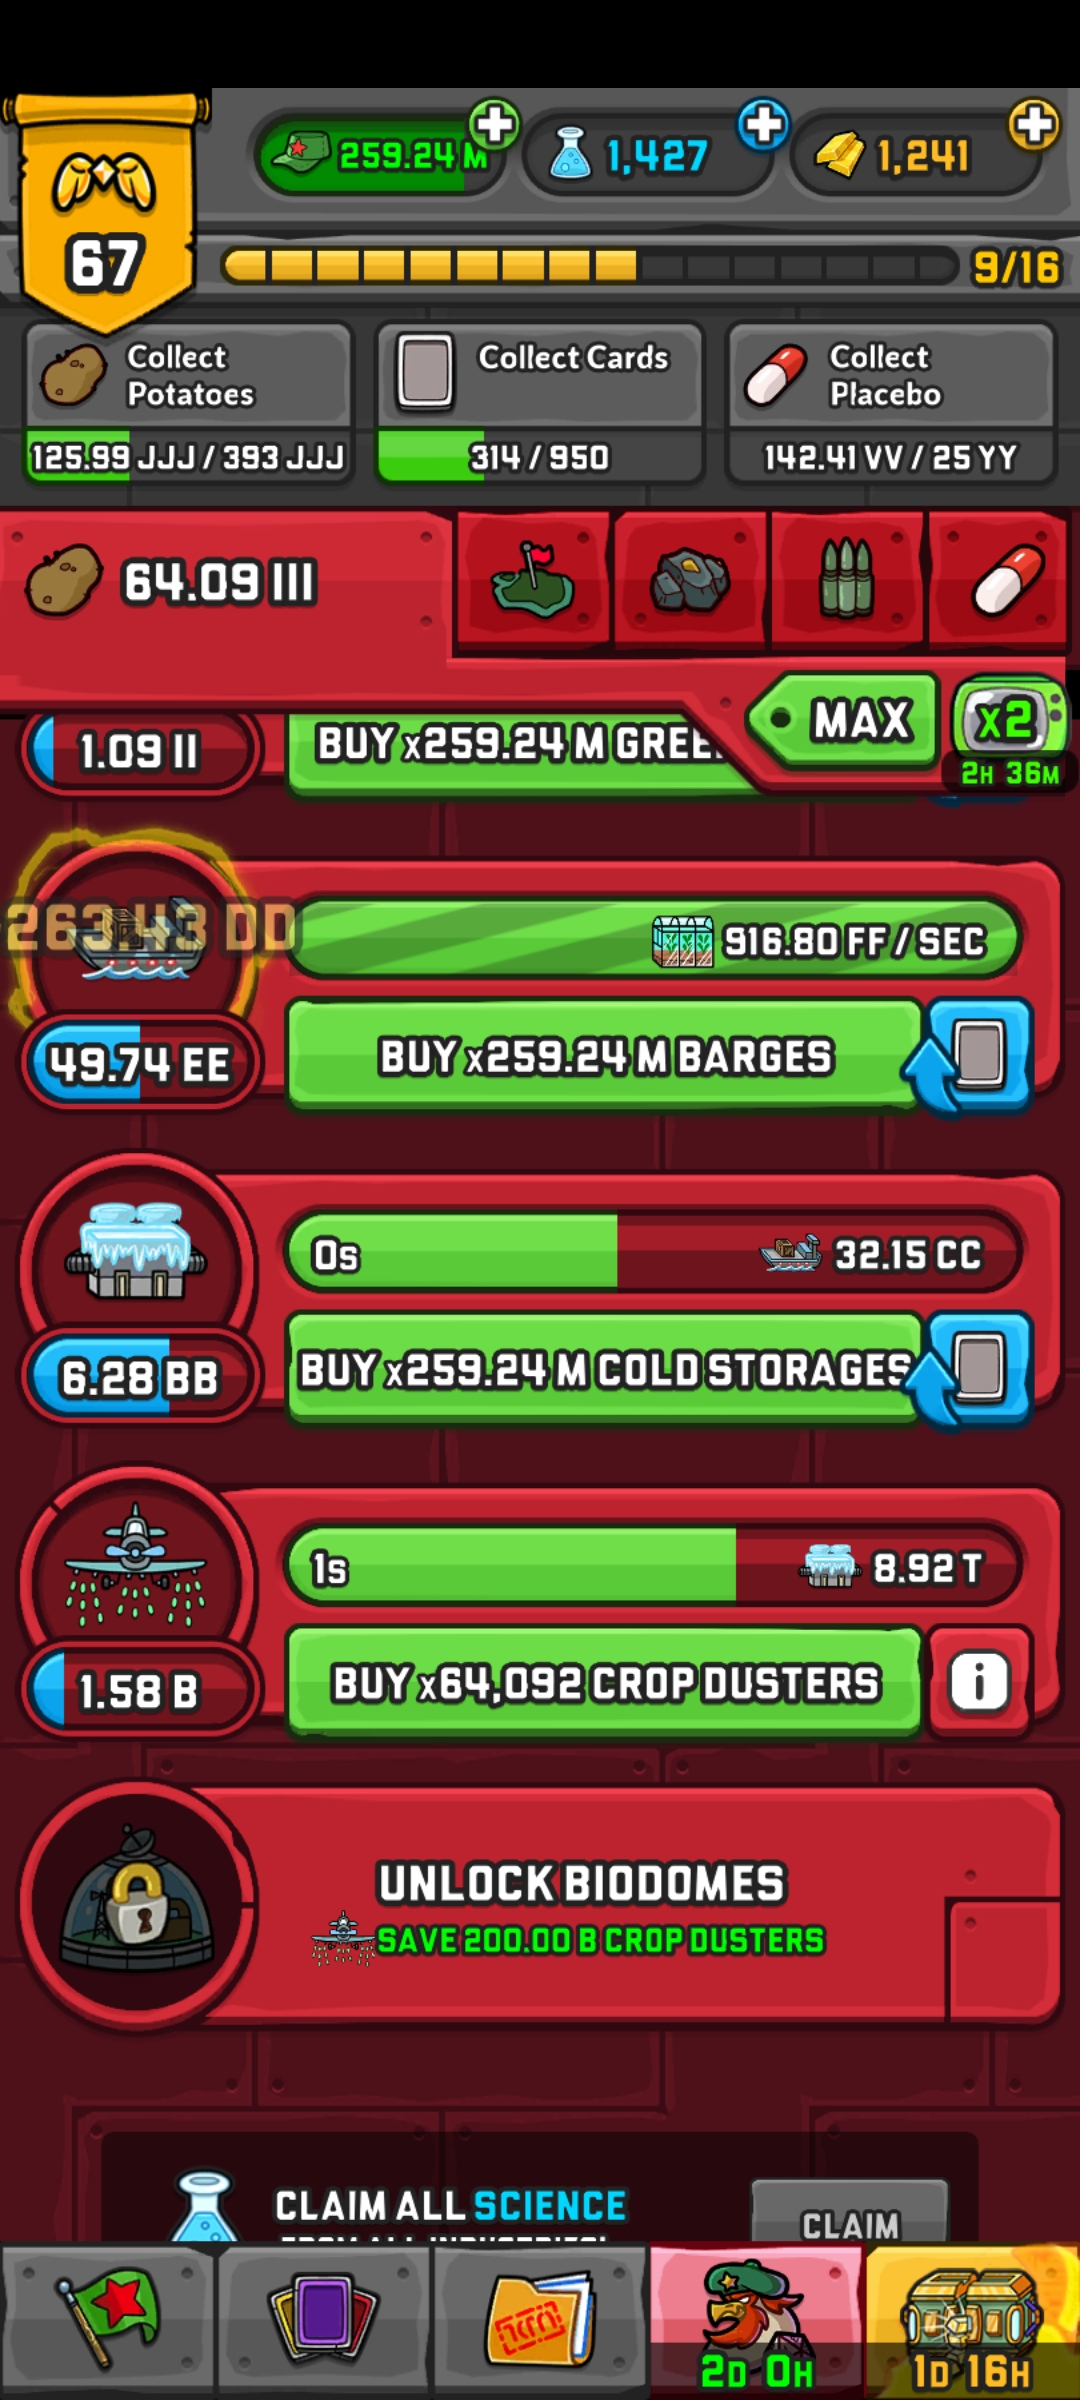 259.24 M
1,427
1,241
67
9/16
Collect Potatoes
125.99 JJJ / 393 JJJ
Collect Cards
314 / 950
Collect Placebo
142.41 VV / 25 YY
64.09 III
MAX
x2
2H 36M
1.09 II
BUY x259.24 M GREE
263.43 DD
916.80 FF / SEC
49.74 EE
BUY x259.24 M BARGES
0s
32.15 CC
6.28 BB
BUY x259.24 M COLD STORAGES
1s
8.92 T
1.58 B
BUY x64,092 CROP DUSTERS
i
UNLOCK BIODOMES
SAVE 200.00 B CROP DUSTERS
CLAIM ALL SCIENCE
CLAIM
2D 0H
1D 16H